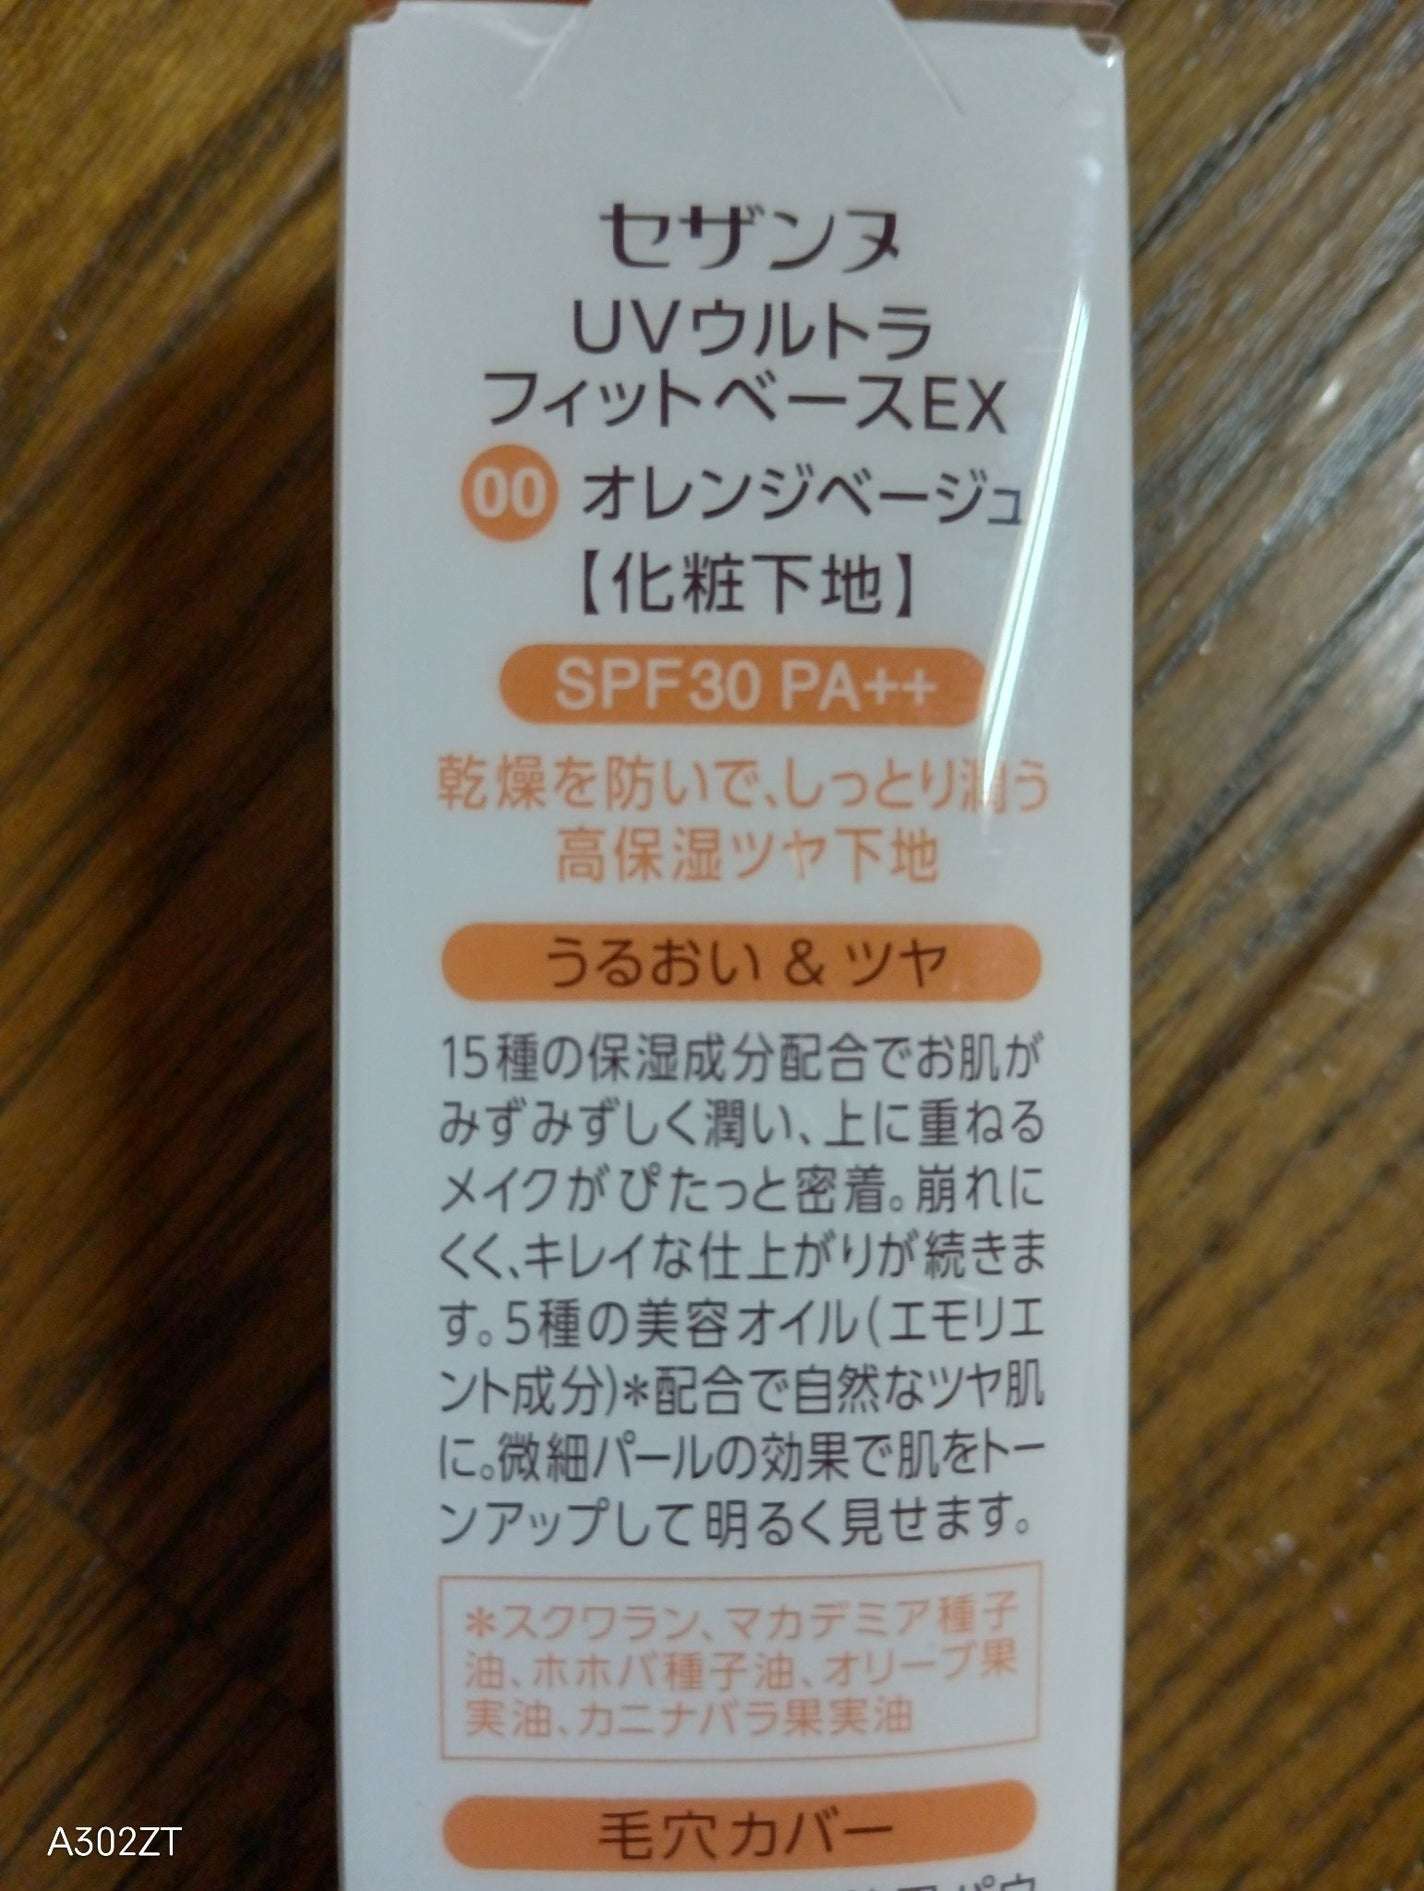 セザンヌ
UVウルトラ
フィットベースEX
00 オレンジベージュ
【化粧下地】
SPF30 PA++
乾燥を防いで、しっとり潤う
高保湿ツヤ下地
うるおい & ツヤ
15種の保湿成分配合でお肌が
みずみずしく潤い、上に重ねる
メイクがぴたっと密着。崩れに
くく、キレイな仕上がりが続きま
す。5種の美容オイル(エモリエ
ント成分)*配合で自然なツヤ肌
に。微細パールの効果で肌をトー
ンアップして明るく見せます。
*スクワラン、マカデミア種子
油、ホホバ種子油、オリーブ果
実油、カニナバラ果実油
毛穴カバー
A302ZT